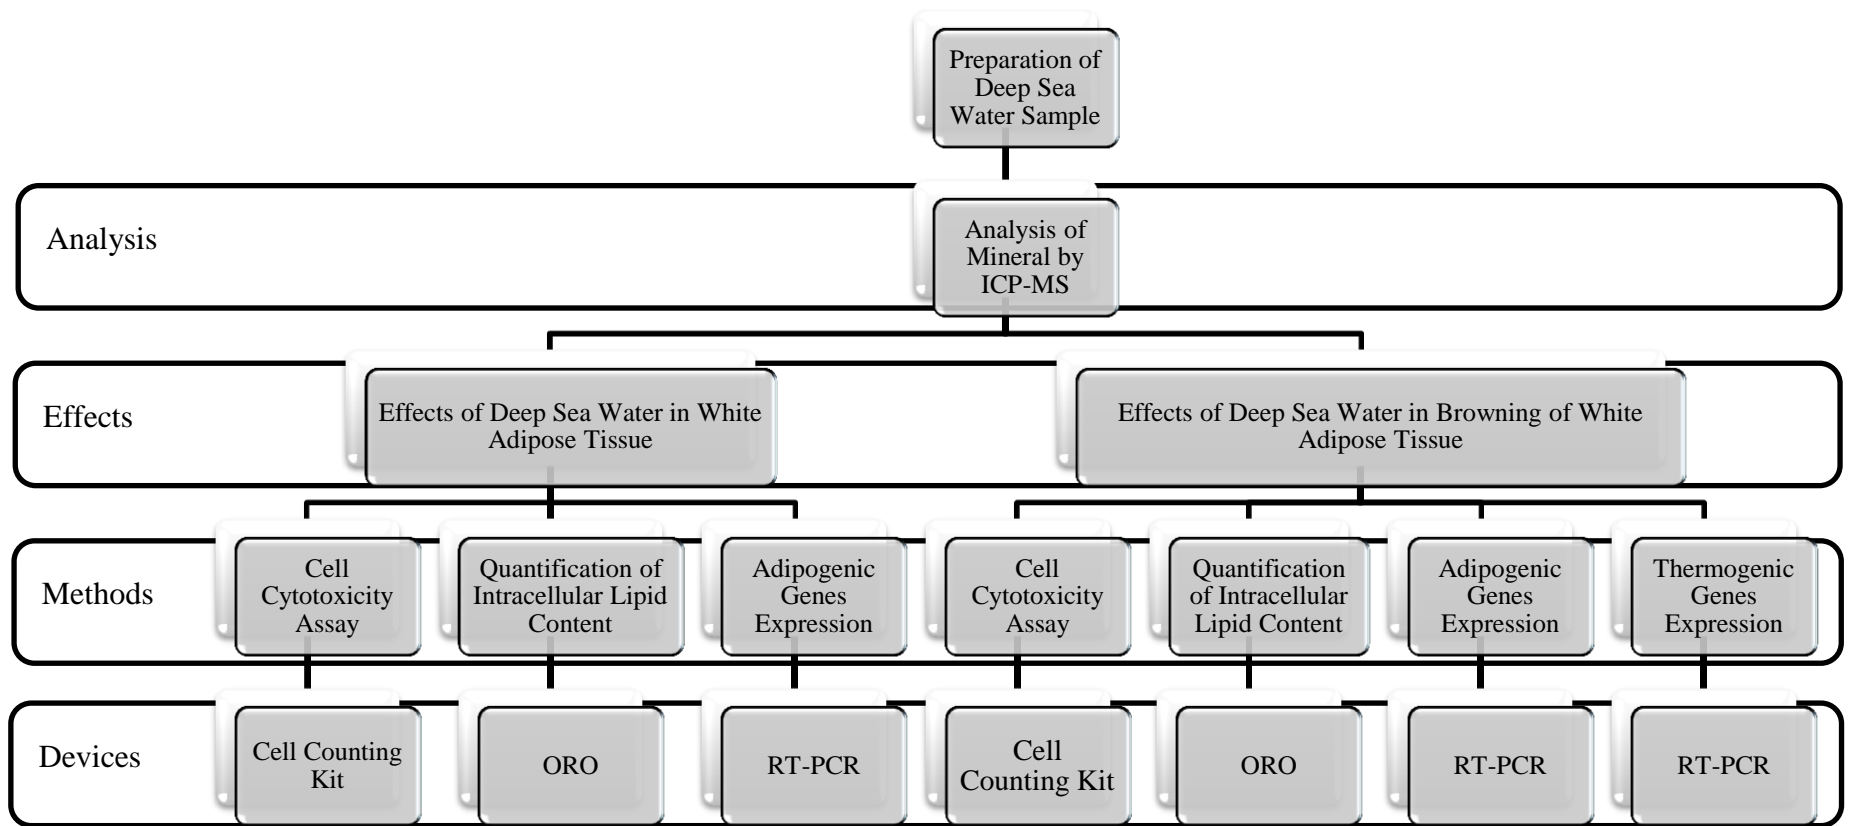 Preparation of
Deep Sea
Water Sample
Analysis
Analysis of
Mineral by
ICP-MS
Effects
Effects of Deep Sea Water in White
Adipose Tissue
Effects of Deep Sea Water in Browning of White
Adipose Tissue
Methods
Cell
Cytotoxicity
Assay
Quantification of
Intracellular Lipid
Content
Adipogenic
Genes
Expression
Cell
Cytotoxicity
Assay
Quantification
of Intracellular
Lipid Content
Adipogenic
Genes
Expression
Thermogenic
Genes
Expression
Devices
Cell Counting
Kit
ORO
RT-PCR
Cell
Counting Kit
ORO
RT-PCR
RT-PCR